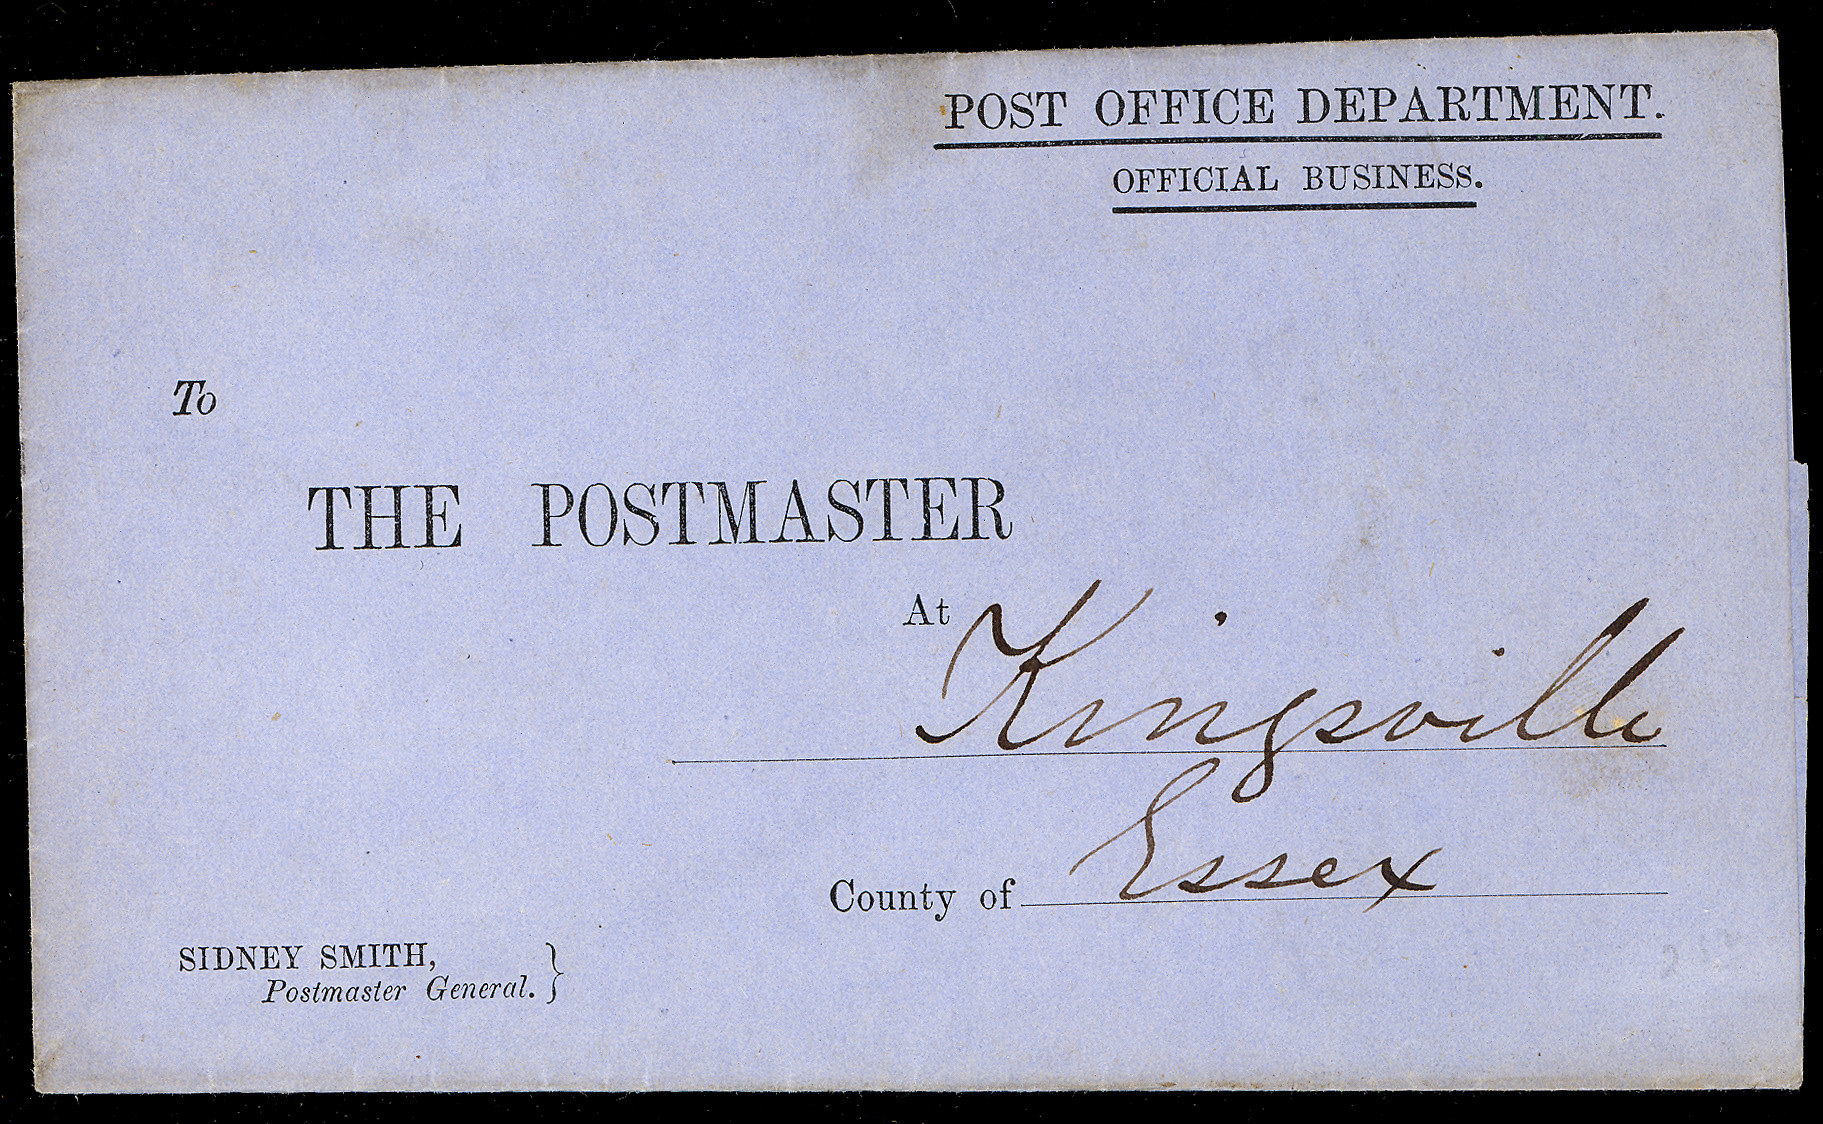 POST OFFICE DEPARTMENT.
OFFICIAL BUSINESS.
To
THE POSTMASTER
At Kingsville
County of Essex
SIDNEY SMITH,
Postmaster General. }